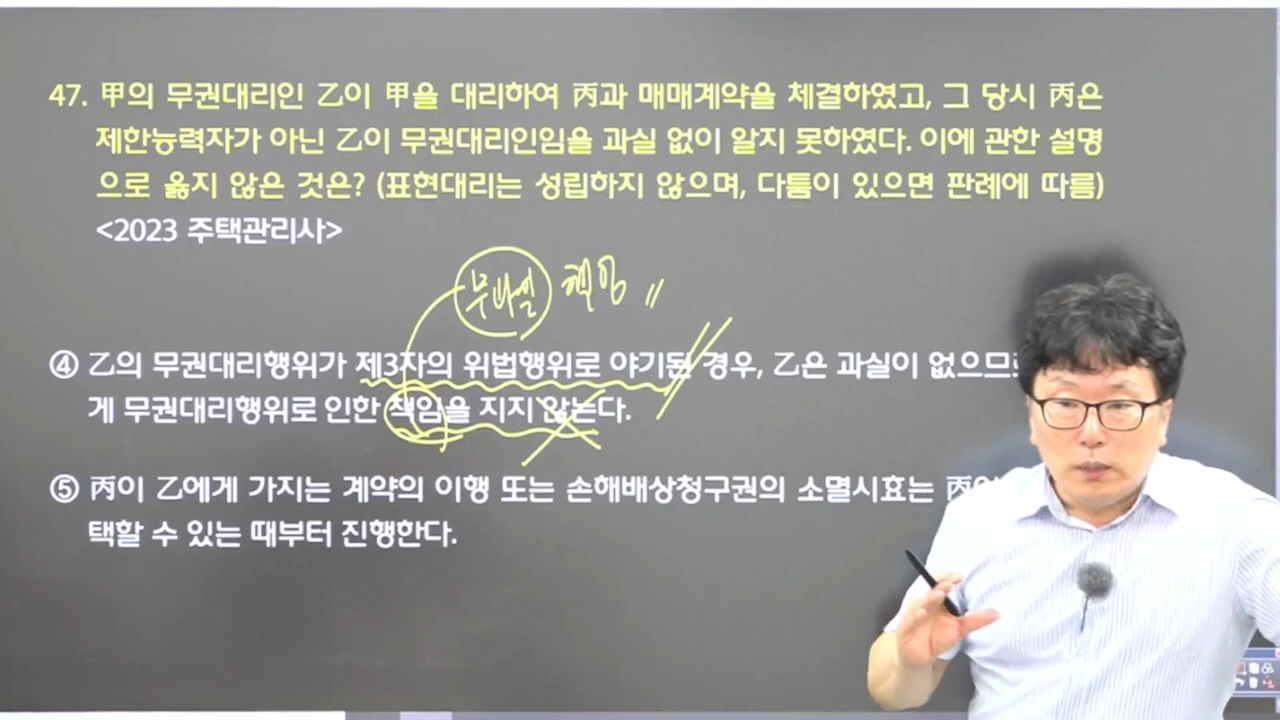 47. 甲의 무권대리인 乙이 甲을 대리하여 丙과 매매계약을 체결하였고, 그 당시 丙은
제한능력자가 아닌 乙이 무권대리인임을 과실 없이 알지 못하였다. 이에 관한 설명
으로 옳지 않은 것은? (표현대리는 성립하지 않으며, 다툼이 있으면 판례에 따름)
<2023 주택관리사>
무과실 책임 〃
④ 乙의 무권대리행위가 제3자의 위법행위로 야기된 경우, 乙은 과실이 없으므로
게 무권대리행위로 인한 책임을 지지 않는다.
⑤ 丙이 乙에게 가지는 계약의 이행 또는 손해배상청구권의 소멸시효는 丙이
택할 수 있는 때부터 진행한다.